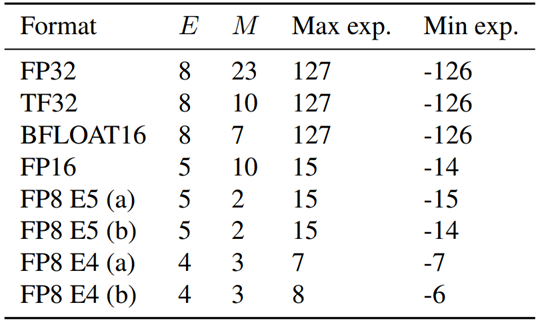 Format E M Max exp. Min exp.
FP32 8 23 127 -126
TF32 8 10 127 -126
BFLOAT16 8 7 127 -126
FP16 5 10 15 -14
FP8 E5 (a) 5 2 15 -15
FP8 E5 (b) 5 2 15 -14
FP8 E4 (a) 4 3 7 -7
FP8 E4 (b) 4 3 8 -6